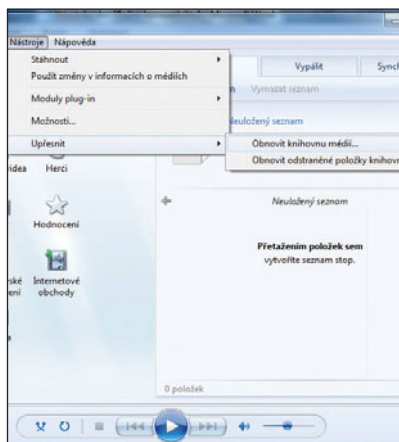 Nástroje Nápověda
Stáhnout
Použít změny v informacích o médiích
Moduly plug-in
Možnosti...
Upřesnit
Obnovit knihovnu médií...
Obnovit odstraněné položky knihovn
Vypálit
Synch
Vymazat seznam
Neuložený seznam
videa
Herci
Hodnocení
ské
ení
Internetové
obchody
Neuložený seznam
Přetažením položek sem
vytvoříte seznam stop.
0 položek